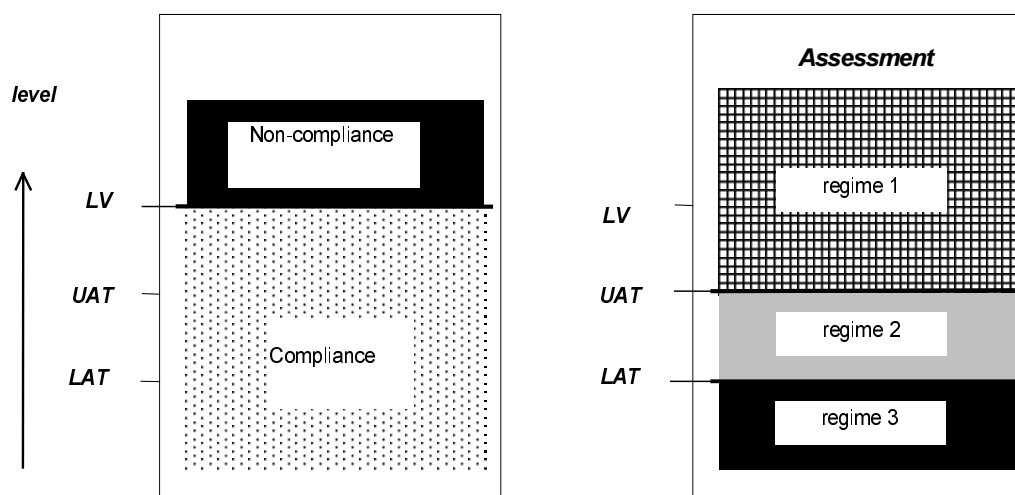 level
Non-compliance
LV
UAT
Compliance
LAT
Assessment
regime 1
LV
UAT
regime 2
LAT
regime 3